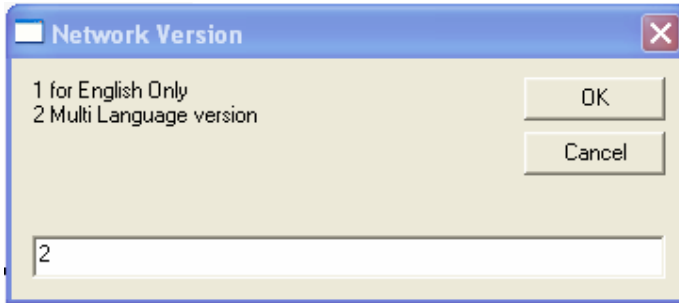 Network Version
1 for English Only
2 Multi Language version
OK
Cancel
2